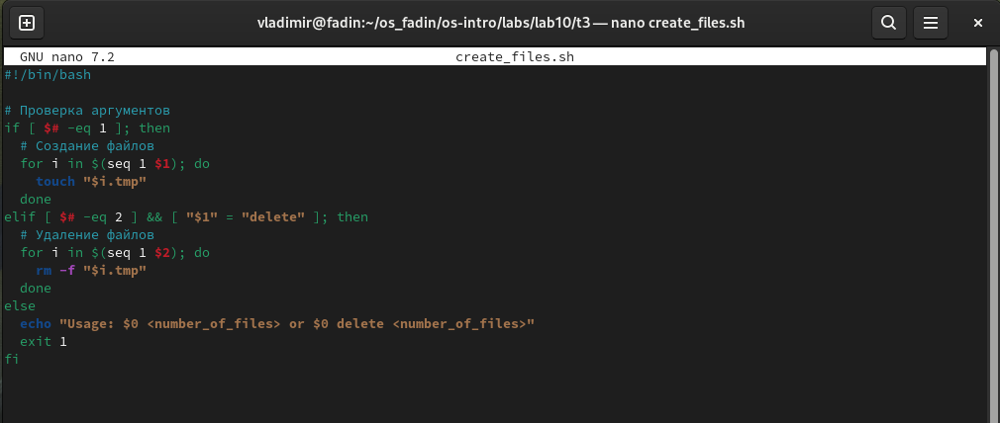 vladimir@fadin:~/os_fadin/os-intro/labs/lab10/t3 — nano create_files.sh
GNU nano 7.2 create_files.sh
#!/bin/bash

# Проверка аргументов
if [ $# -eq 1 ]; then
  # Создание файлов
  for i in $(seq 1 $1); do
    touch "$i.tmp"
  done
elif [ $# -eq 2 ] && [ "$1" = "delete" ]; then
  # Удаление файлов
  for i in $(seq 1 $2); do
    rm -f "$i.tmp"
  done
else
  echo "Usage: $0 <number_of_files> or $0 delete <number_of_files>"
  exit 1
fi